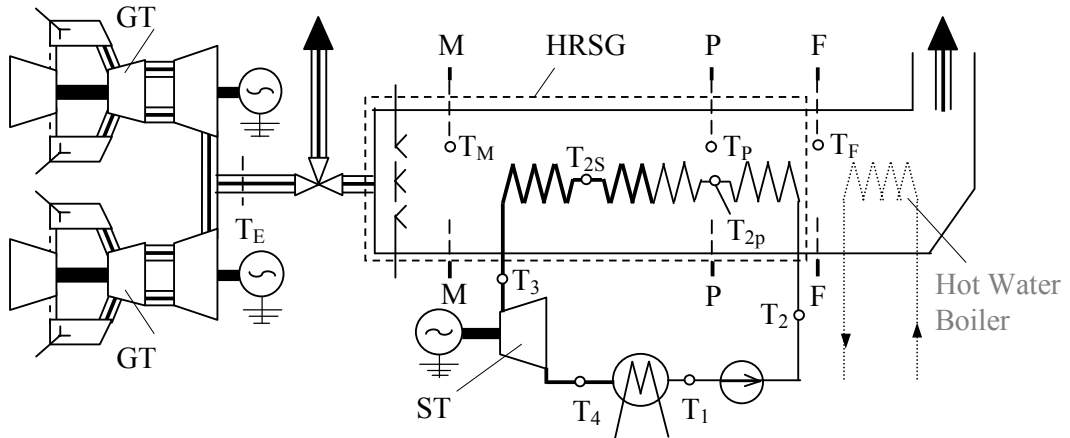 GT
M
HRSG
P
F
T_M
T_P
T_F
T_2S
T_E
T_2p
M
T_3
P
F
Hot Water
Boiler
T_2
GT
ST
T_4
T_1